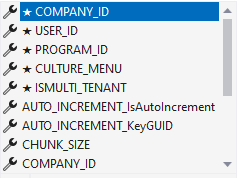 ★ COMPANY_ID
★ USER_ID
★ PROGRAM_ID
★ CULTURE_MENU
★ ISMULTI_TENANT
AUTO_INCREMENT_IsAutoIncrement
AUTO_INCREMENT_KeyGUID
CHUNK_SIZE
COMPANY_ID